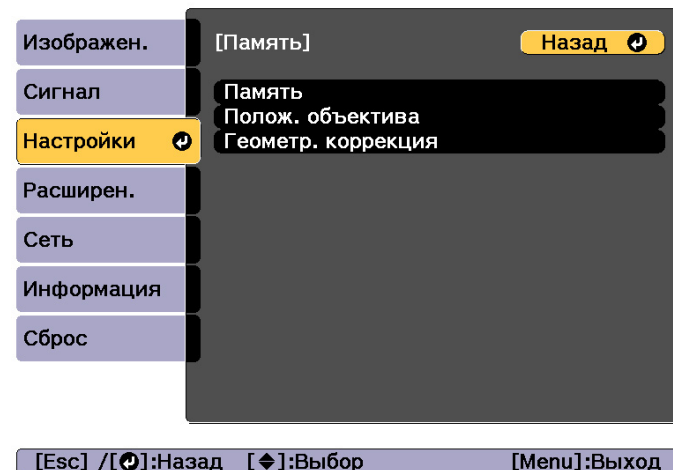 Изображен.
Сигнал
Настройки
Расширен.
Сеть
Информация
Сброс
[Память]
Назад
Память
Полож. объектива
Геометр. коррекция
[Esc] /[ ]:Назад [ ]:Выбор [Menu]:Выход